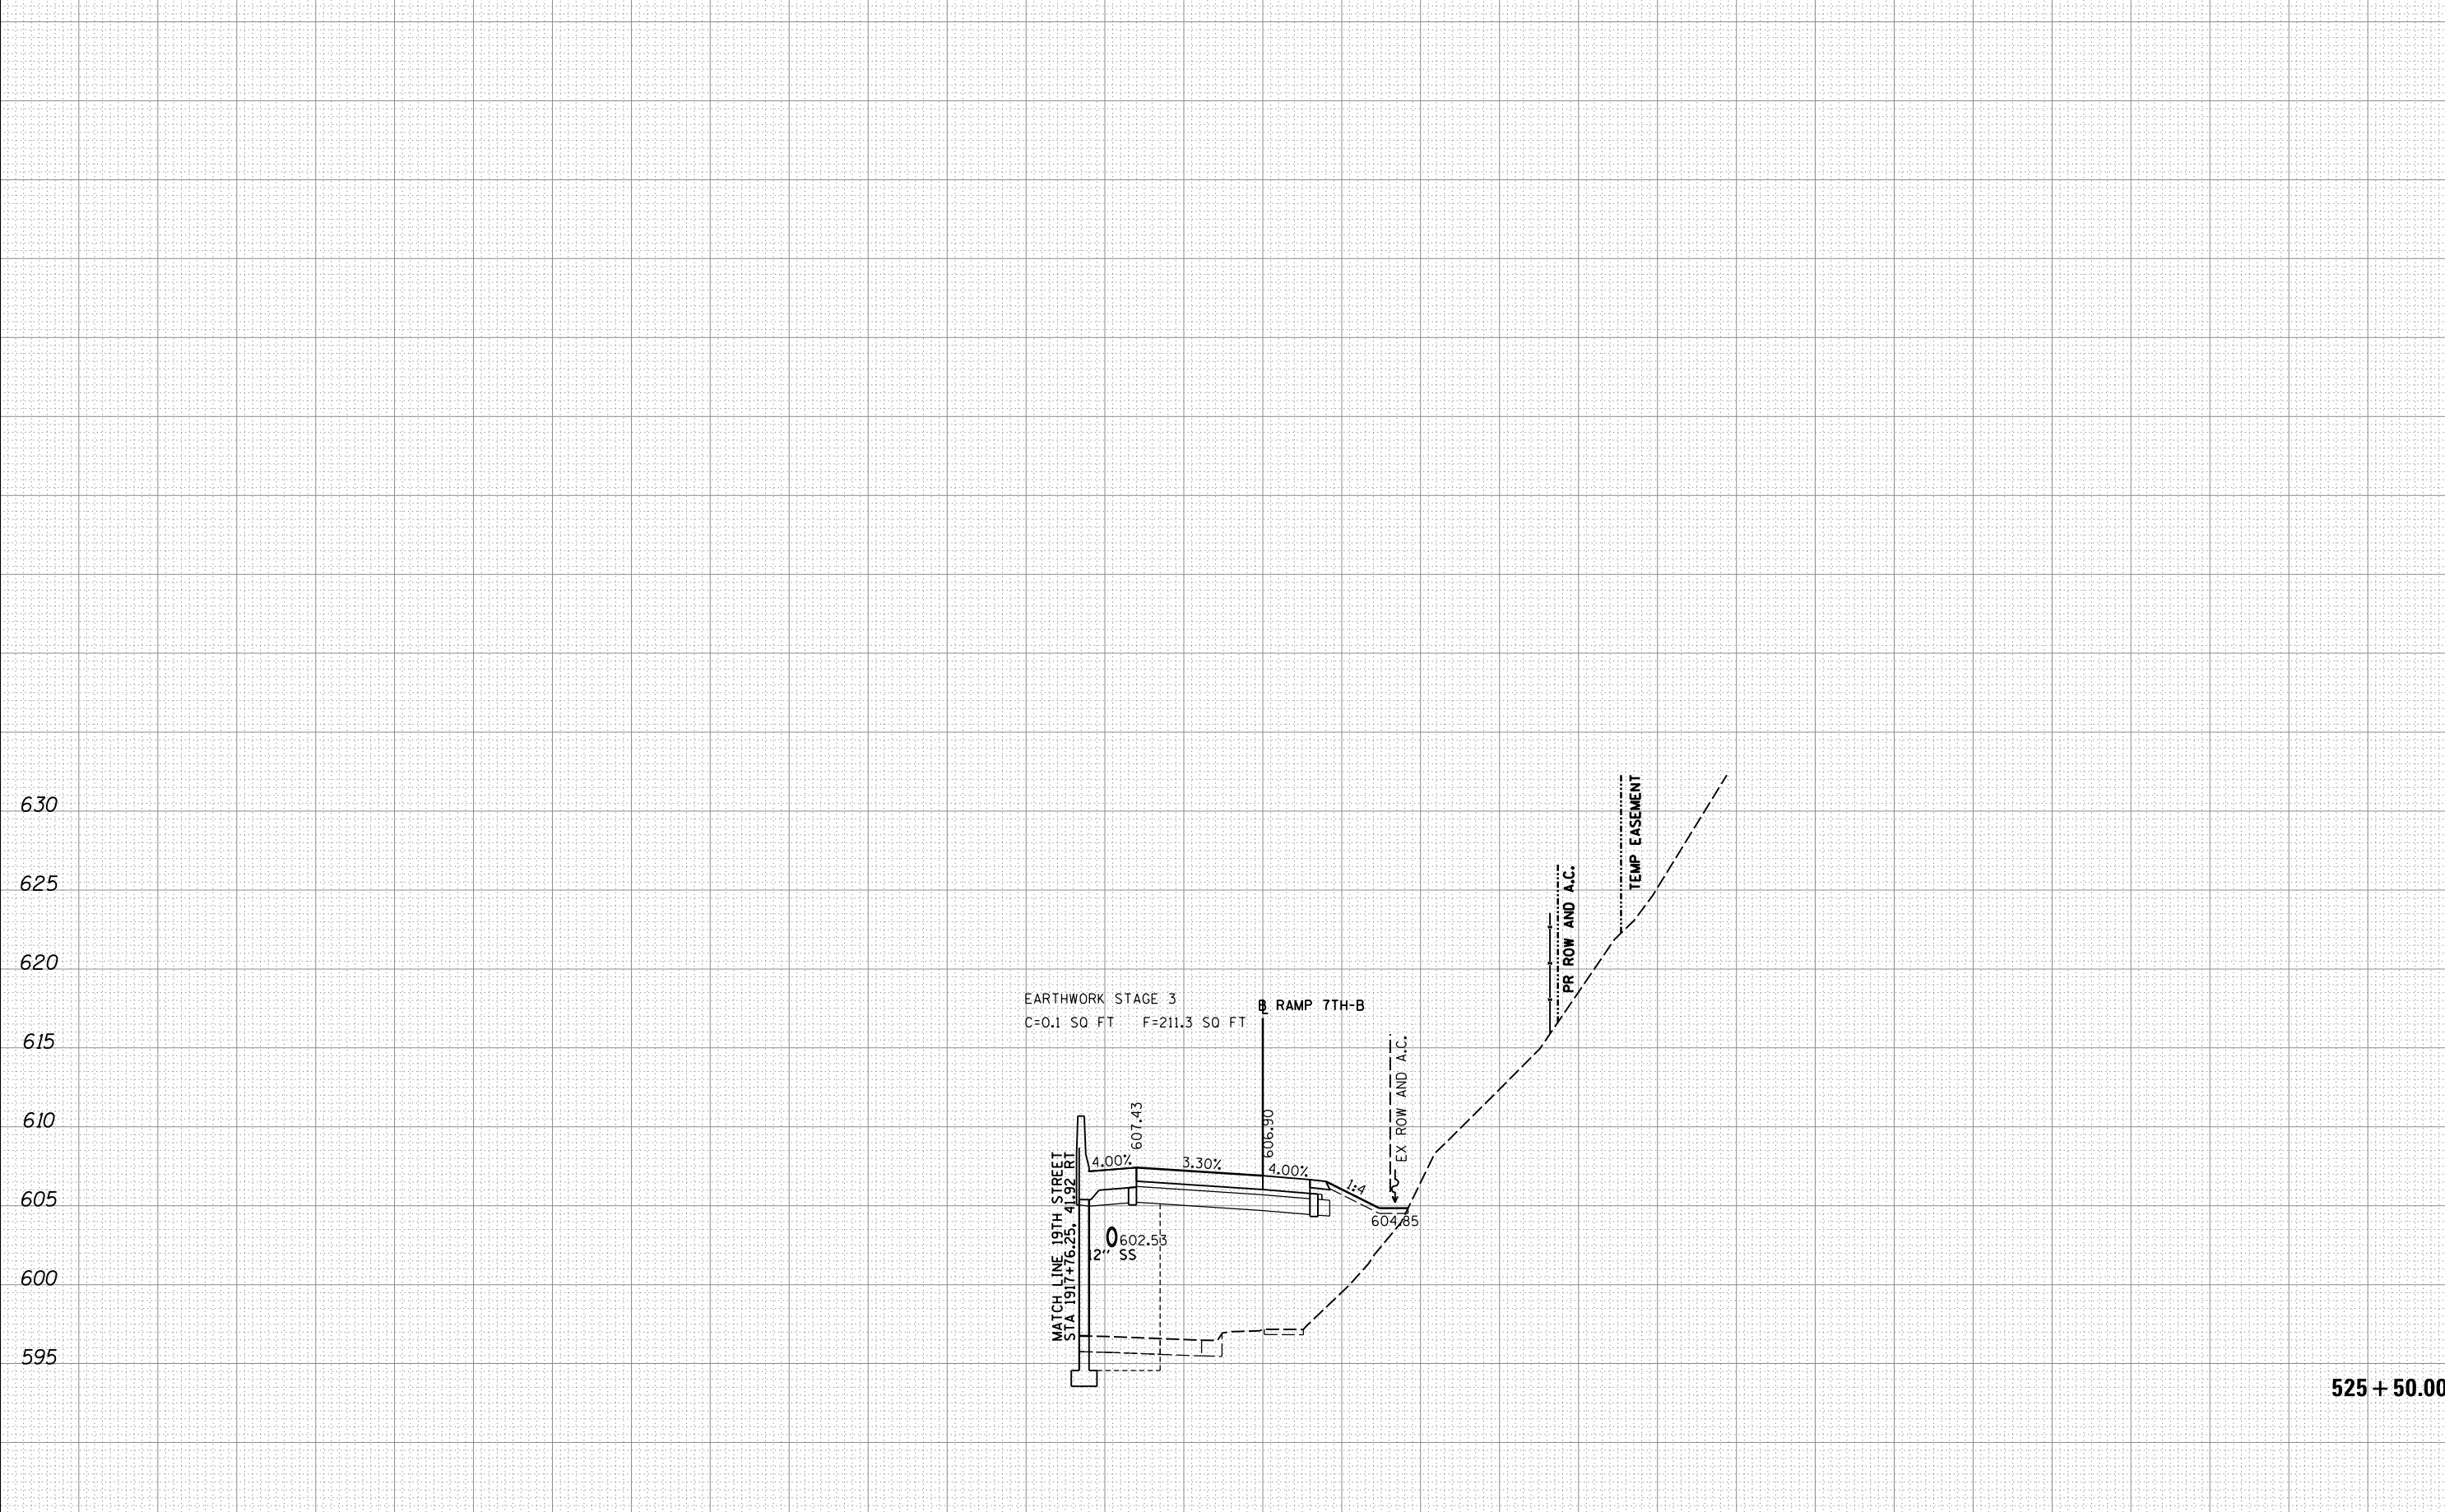 630
TEMP EASEMENT
625
PR ROW AND A.C.
620
EARTHWORK STAGE 3
C=0.1 SQ FT F=211.3 SQ FT
BL RAMP 7TH-B
615
EX ROW AND A.C.
610
607.43
606.90
4.00%
3.30%
4.00%
1:4
605
604.85
MATCH LINE 19TH STREET
STA 1917+76.25, 41.92 RT
602.53
12" SS
600
595
525+50.00